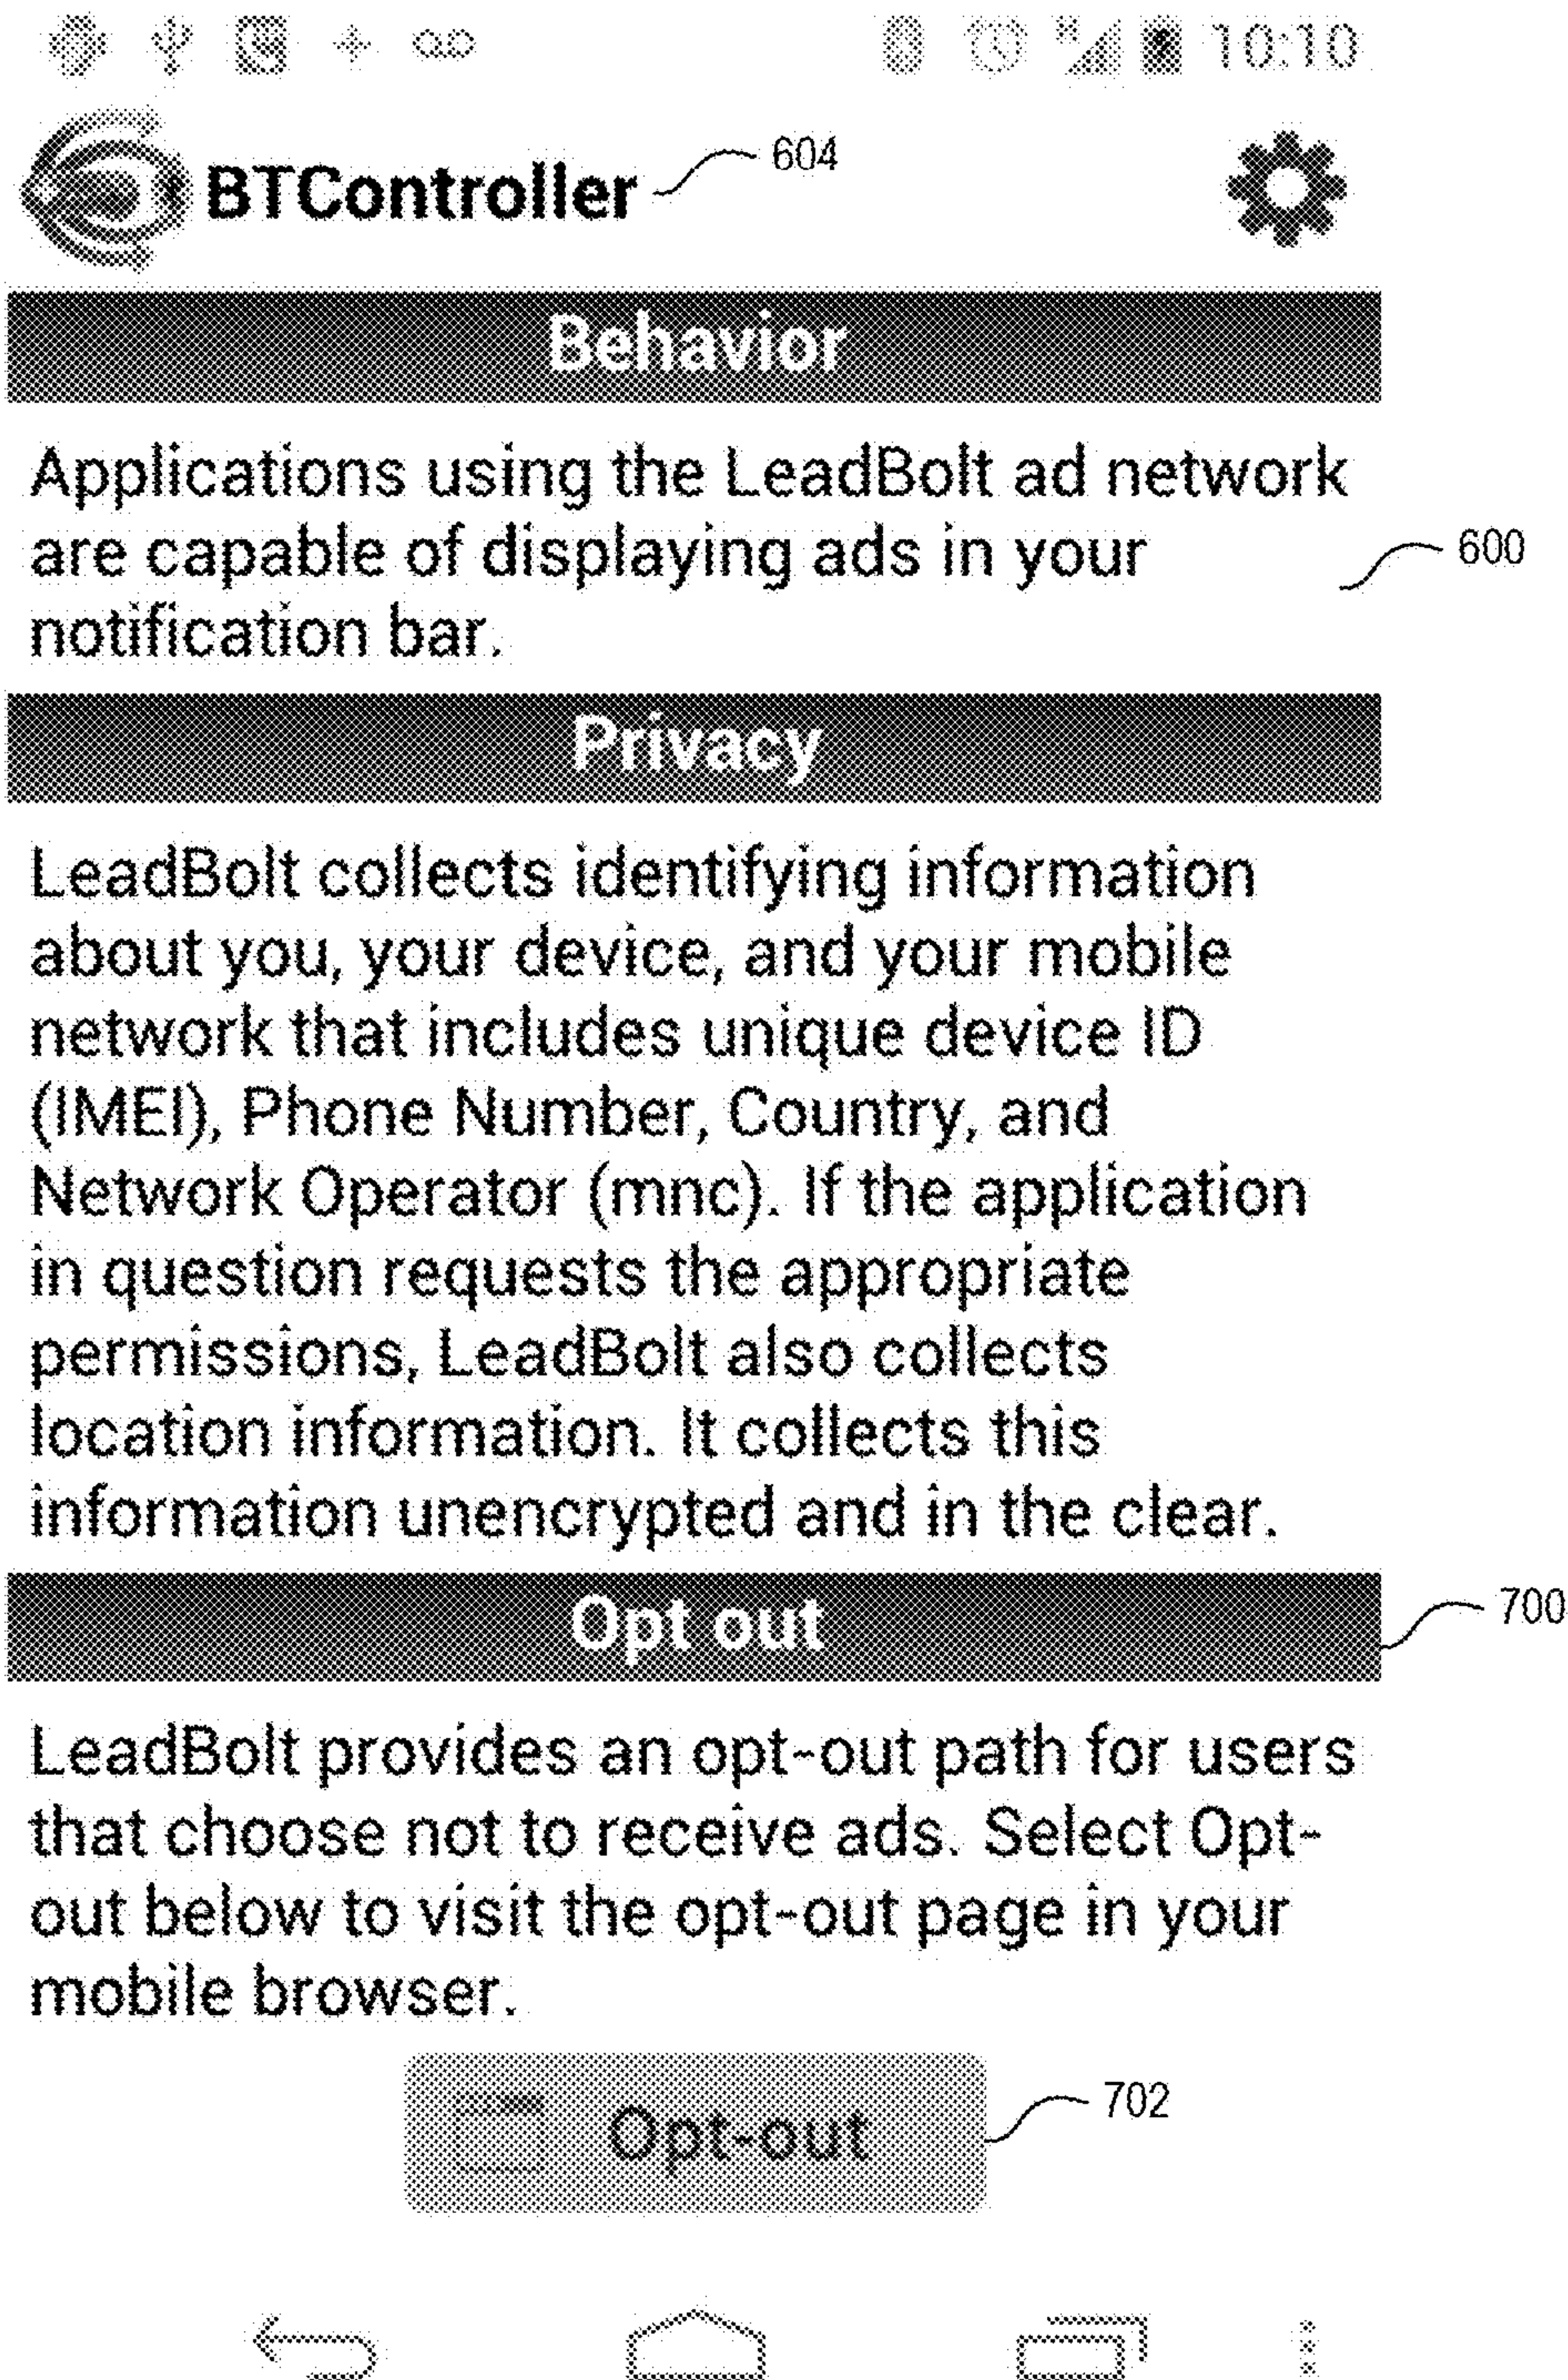 10:10
BTController 604
Behavior
Applications using the LeadBolt ad network
are capable of displaying ads in your
600
notification bar.
Privacy
LeadBolt collects identifying information
about you, your device, and your mobile
network that includes unique device ID
(IMEI), Phone Number, Country, and
Network Operator (mnc). If the application
in question requests the appropriate
permissions, LeadBolt also collects
location information. It collects this
information unencrypted and in the clear.
Opt out 700
LeadBolt provides an opt-out path for users
that choose not to receive ads. Select Opt-
out below to visit the opt-out page in your
mobile browser.
Opt-out 702